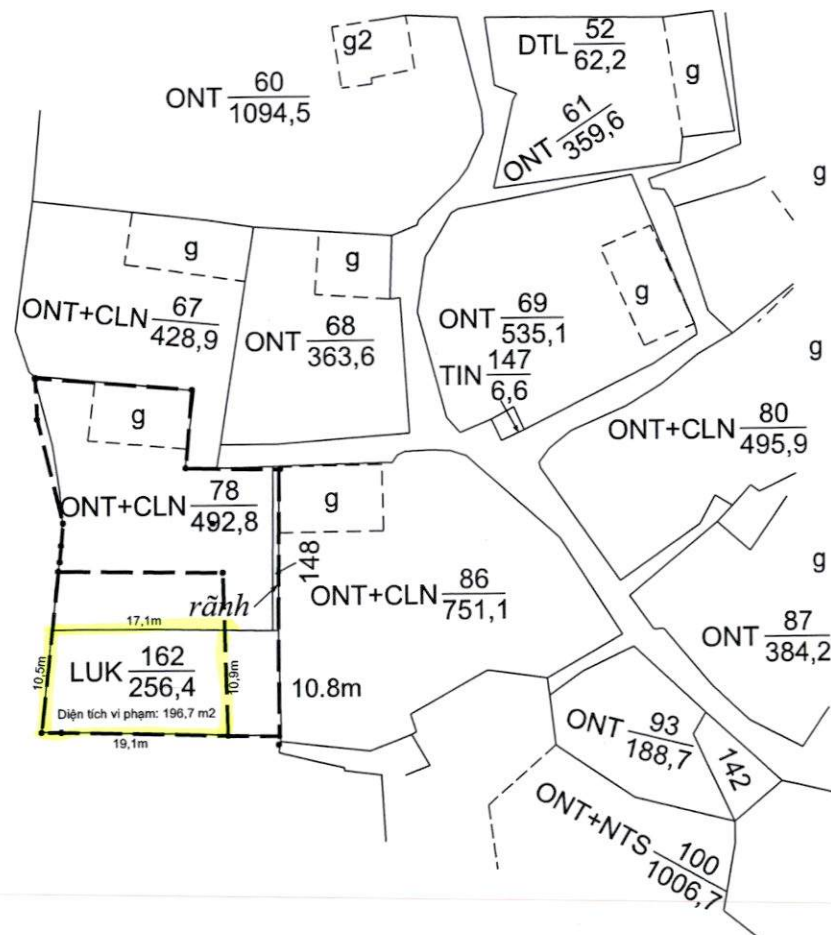 g2
DTL 52
62,2
g
ONT 60
1094,5
ONT 61
359,6
g
g
g
ONT+CLN 67
428,9
ONT 68
363,6
ONT 69
535,1
g
TIN 147
6,6
g
g
ONT+CLN 80
495,9
ONT+CLN 78
492,8
g
148
rãnh
ONT+CLN 86
751,1
g
ONT 87
384,2
17,1m
LUK 162
256,4
10,5m
10,9m
10.8m
Diện tích vi phạm: 196,7 m2
19,1m
ONT 93
188,7
142
ONT+NTS 100
1006,7